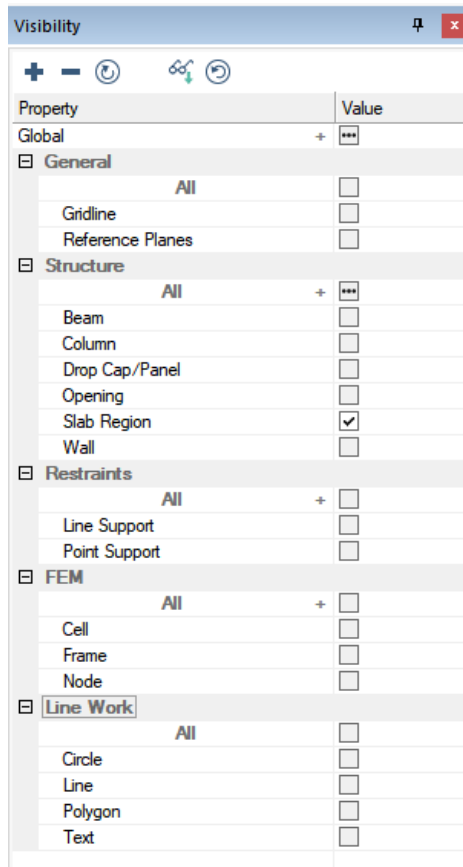 Visibility
Property Value
Global + ...
General
All
Gridline
Reference Planes
Structure
All + ...
Beam
Column
Drop Cap/Panel
Opening
Slab Region
Wall
Restraints
All +
Line Support
Point Support
FEM
All +
Cell
Frame
Node
Line Work
All
Circle
Line
Polygon
Text